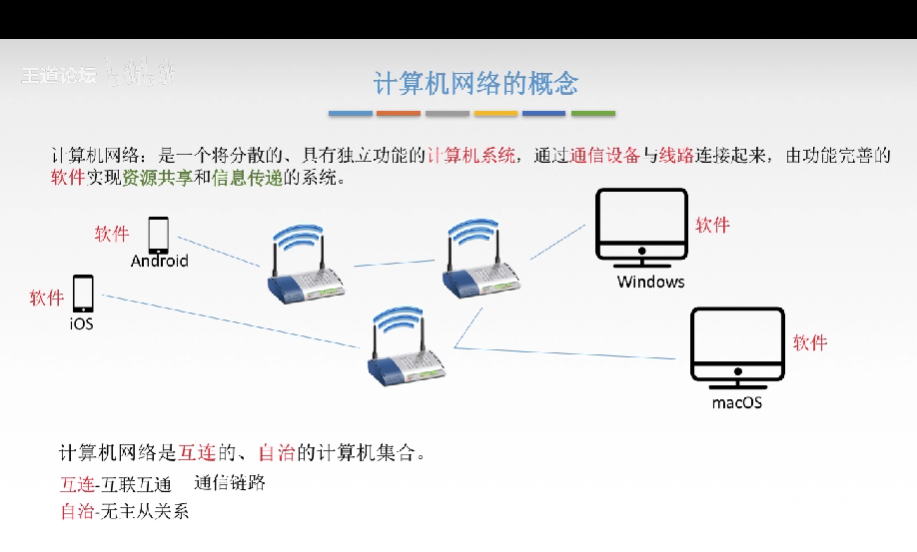 王道论坛
计算机网络的概念
计算机网络：是一个将分散的、具有独立功能的计算机系统，通过通信设备与线路连接起来，由功能完善的
软件实现资源共享和信息传递的系统。
软件
Android
软件
Windows
软件
iOS
软件
macOS
计算机网络是互连的、自治的计算机集合。
互连-互联互通 通信链路
自治-无主从关系